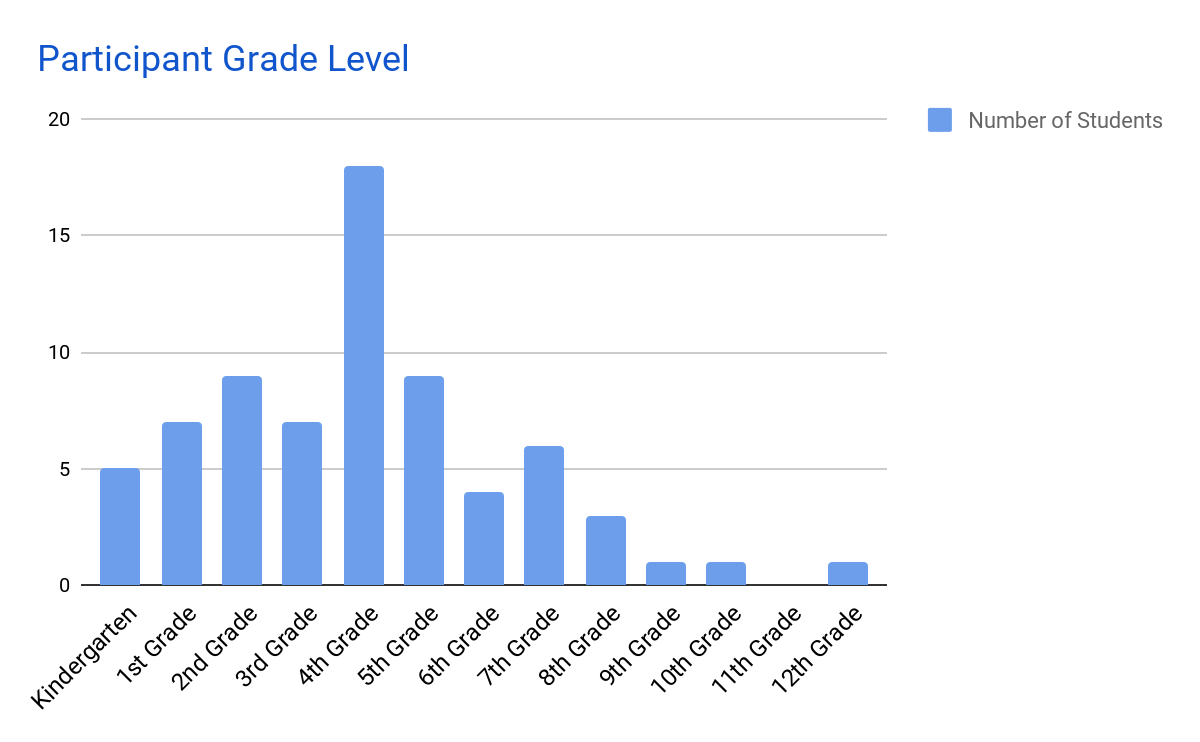 Participant Grade Level
20
15
10
5
0
Number of Students
Kindergarten
1st Grade
2nd Grade
3rd Grade
4th Grade
5th Grade
6th Grade
7th Grade
8th Grade
9th Grade
10th Grade
11th Grade
12th Grade